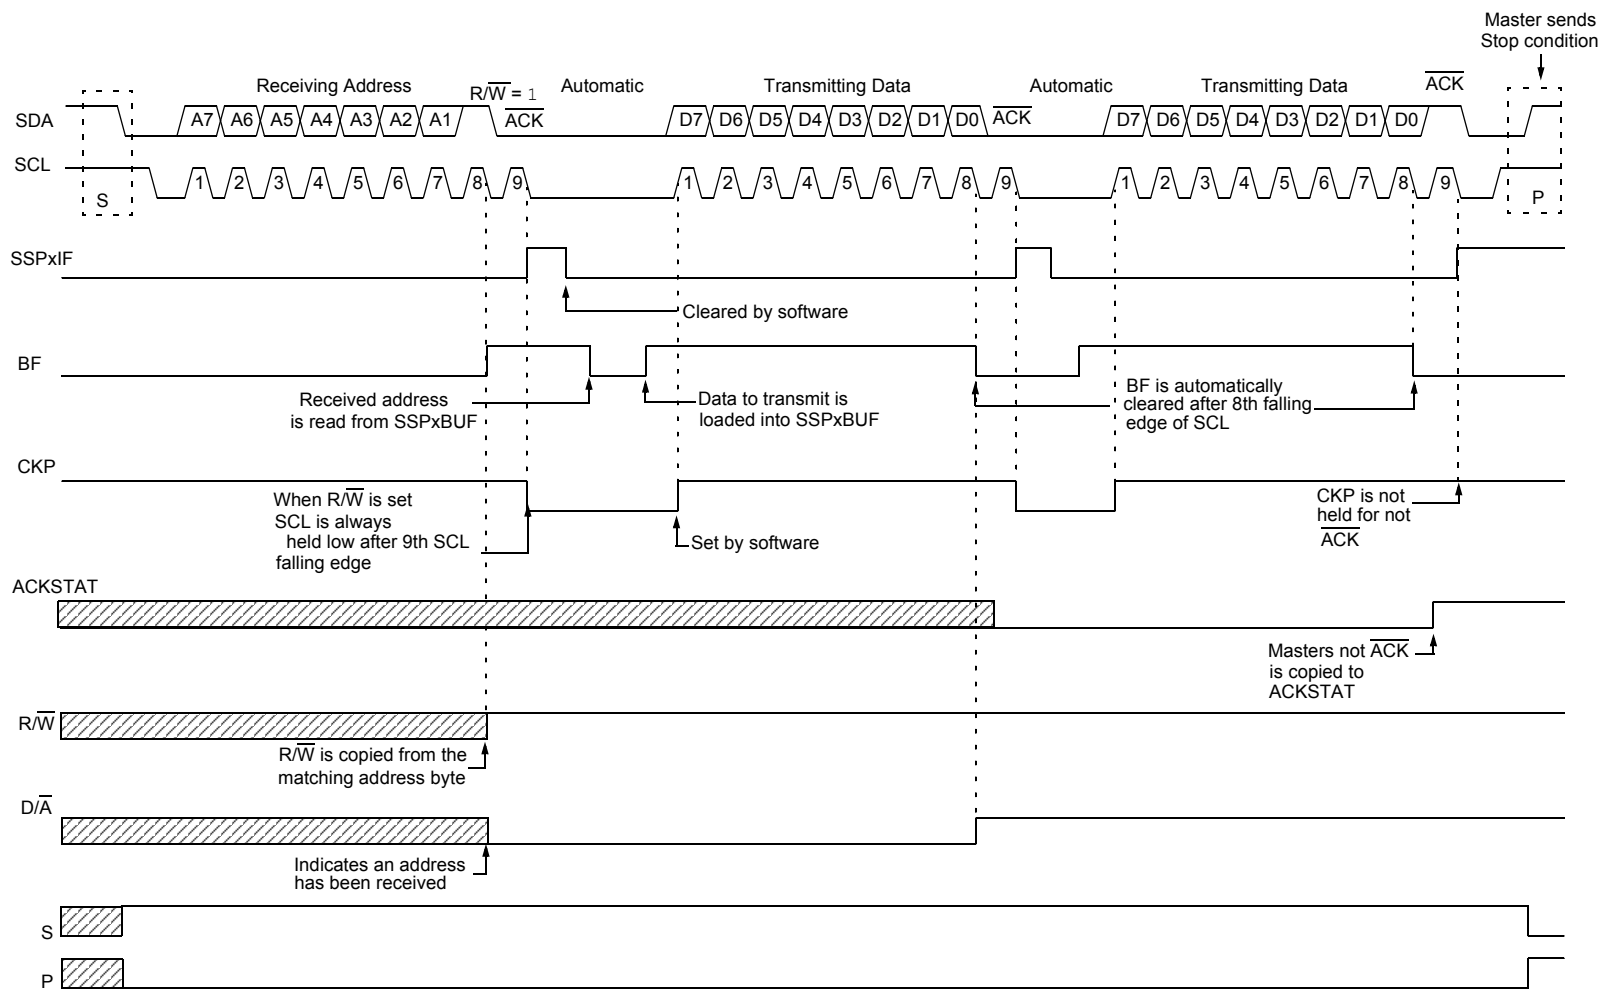 Master sends
Stop condition
Receiving Address
R/W̅ = 1
Automatic
Transmitting Data
Automatic
Transmitting Data
A̅C̅K̅
SDA
A7 A6 A5 A4 A3 A2 A1
A̅C̅K̅
D7 D6 D5 D4 D3 D2 D1 D0
A̅C̅K̅
D7 D6 D5 D4 D3 D2 D1 D0
SCL
S
1 2 3 4 5 6 7 8 9
1 2 3 4 5 6 7 8 9
1 2 3 4 5 6 7 8 9
P
SSPxIF
Cleared by software
BF
Received address
is read from SSPxBUF
Data to transmit is
loaded into SSPxBUF
BF is automatically
cleared after 8th falling
edge of SCL
CKP
When R/W̅ is set
SCL is always
held low after 9th SCL
falling edge
Set by software
CKP is not
held for not
A̅C̅K̅
ACKSTAT
Masters not A̅C̅K̅
is copied to
ACKSTAT
R/W̅
R/W̅ is copied from the
matching address byte
D/A̅
Indicates an address
has been received
S
P